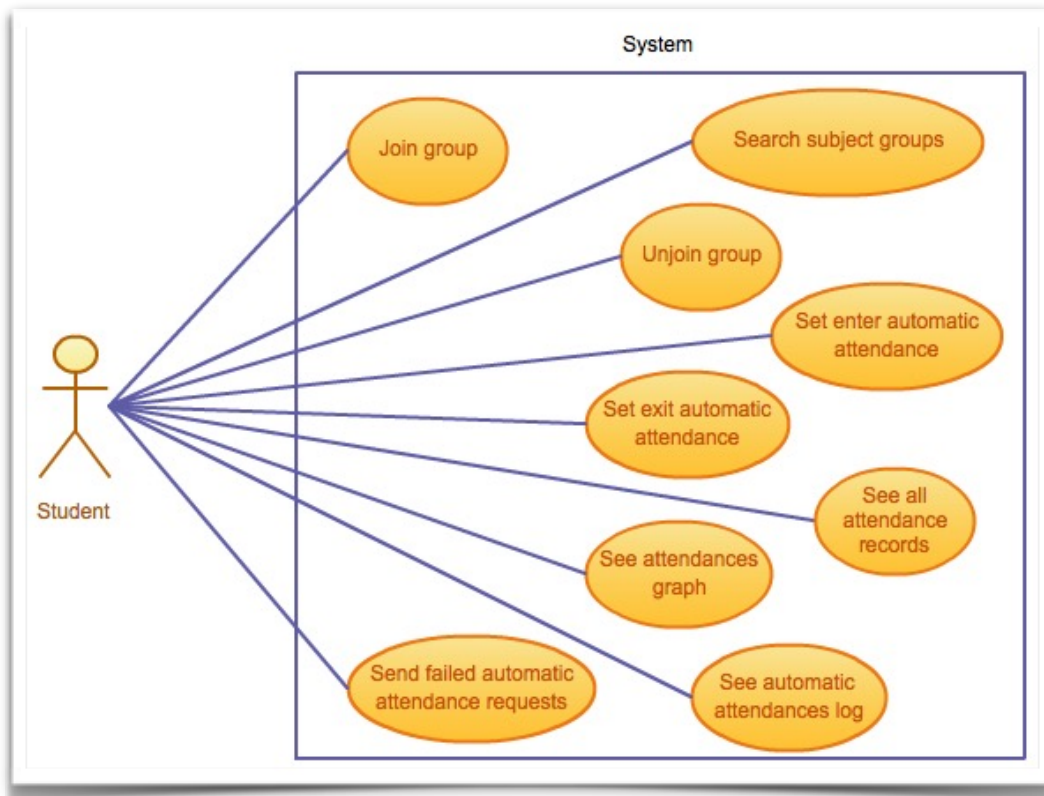 System
Join group
Search subject groups
Unjoin group
Set enter automatic
attendance
Set exit automatic
attendance
See all
attendance
records
Student
See attendances
graph
Send failed automatic
attendance requests
See automatic
attendances log